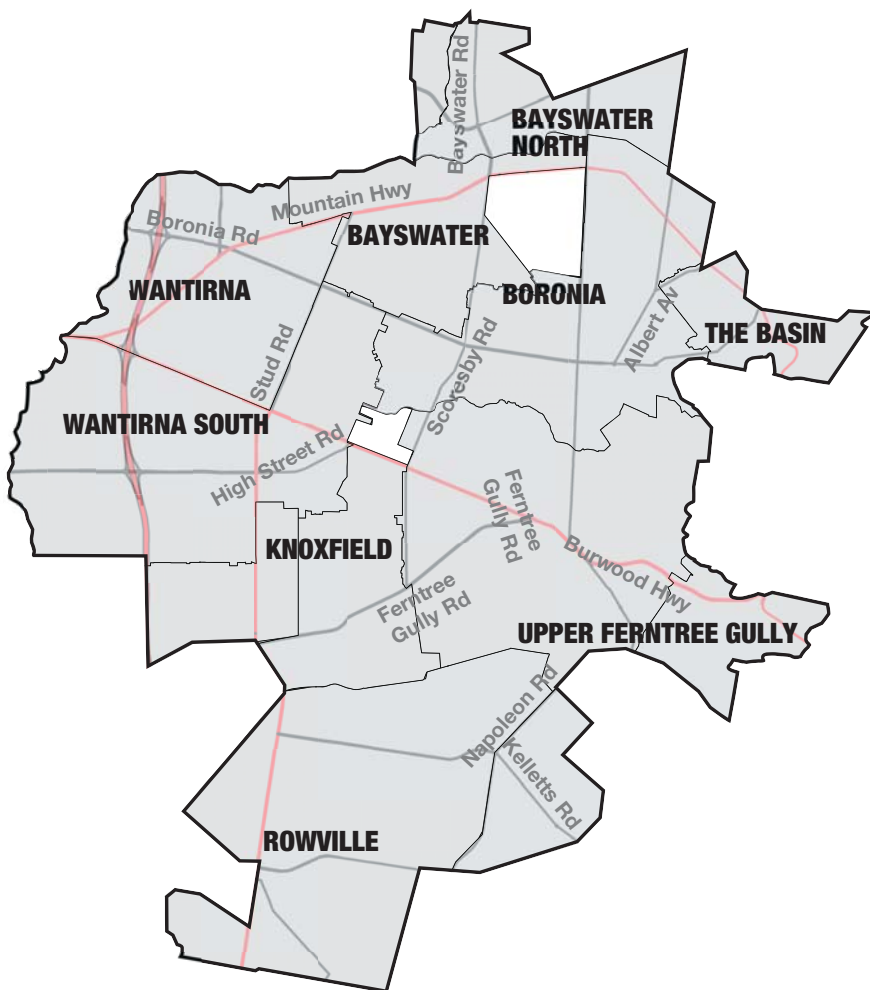 Bayswater Rd
BAYSWATER
NORTH
Mountain Hwy
Boronia Rd
BAYSWATER
WANTIRNA
BORONIA
Albert Av
THE BASIN
Stud Rd
Scoresby Rd
WANTIRNA SOUTH
High Street Rd
Ferntree
Gully Rd
KNOXFIELD
Burwood Hwy
Ferntree
Gully Rd
UPPER FERNTREE GULLY
Napoleon Rd
Kelletts Rd
ROWVILLE